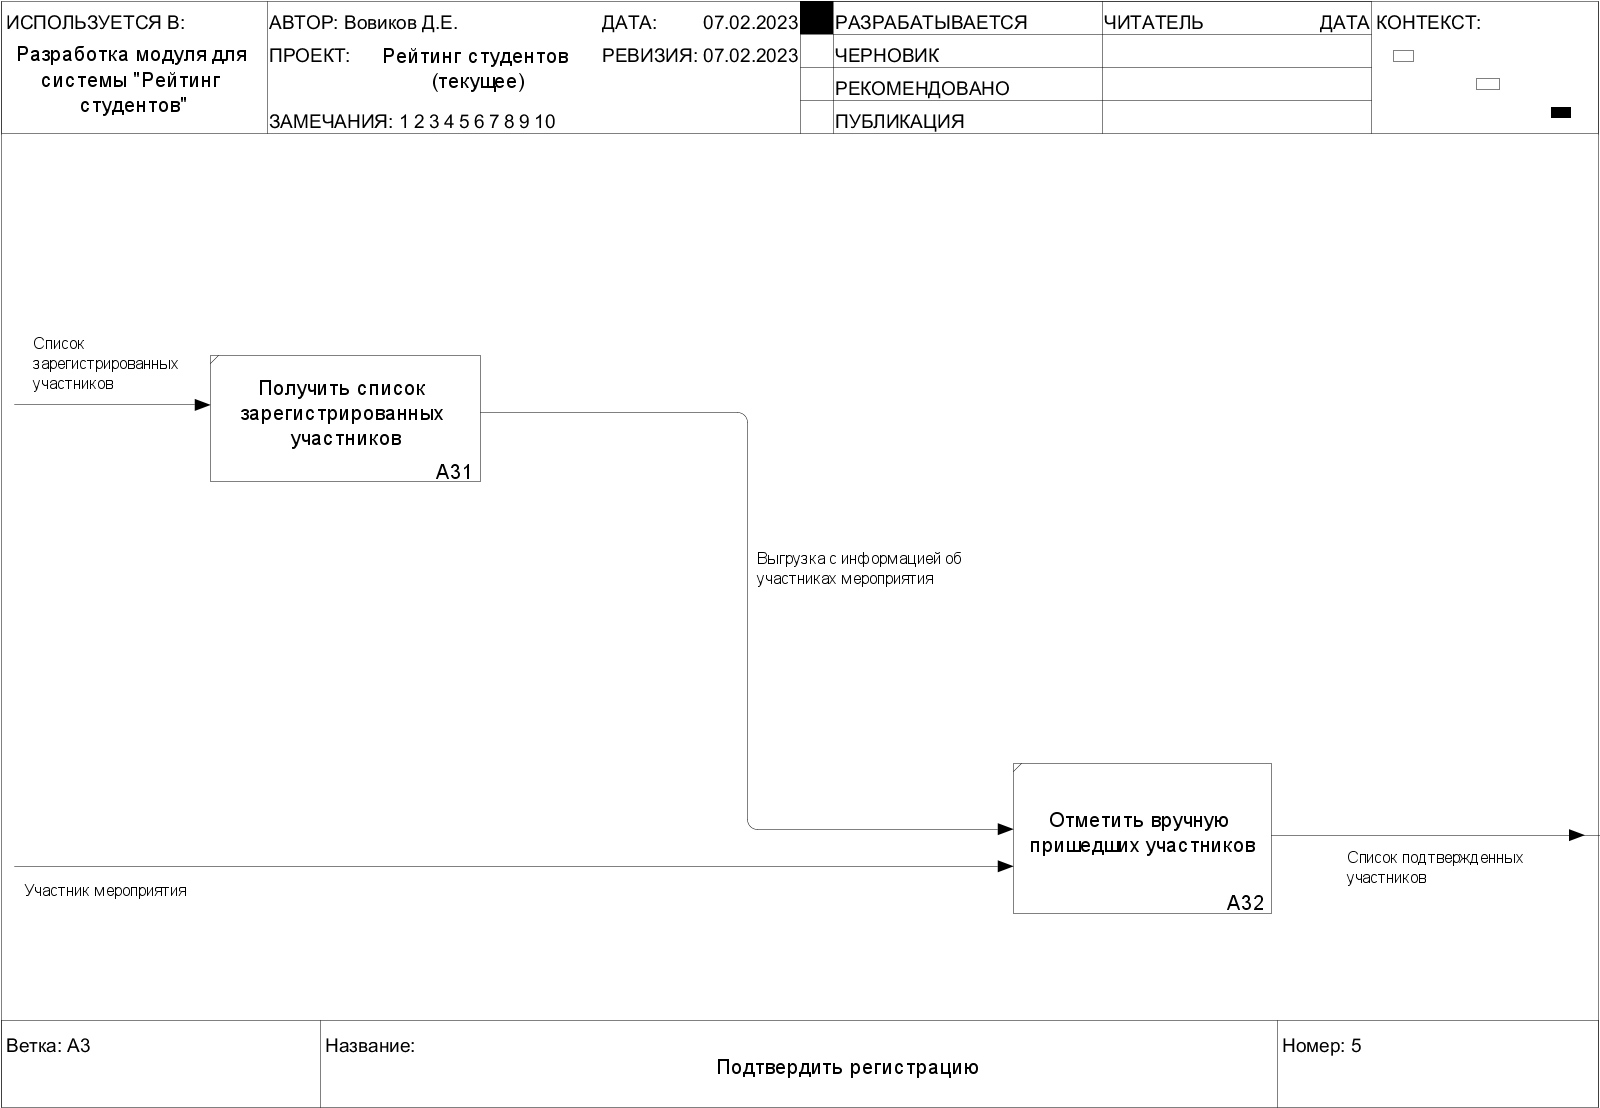 ИСПОЛЬЗУЕТСЯ В:
Разработка модуля для
системы "Рейтинг
студентов"
АВТОР: Вовиков Д.Е.
ДАТА: 07.02.2023
ПРОЕКТ: Рейтинг студентов
(текущее)
РЕВИЗИЯ: 07.02.2023
ЗАМЕЧАНИЯ: 1 2 3 4 5 6 7 8 9 10
РАЗРАБАТЫВАЕТСЯ
ЧЕРНОВИК
РЕКОМЕНДОВАНО
ПУБЛИКАЦИЯ
ЧИТАТЕЛЬ ДАТА
КОНТЕКСТ:
Список
зарегистрированных
участников
Получить список
зарегистрированных
участников
A31
Выгрузка с информацией об
участниках мероприятия
Отметить вручную
пришедших участников
A32
Участник мероприятия
Список подтвержденных
участников
Ветка: A3
Название:
Подтвердить регистрацию
Номер: 5